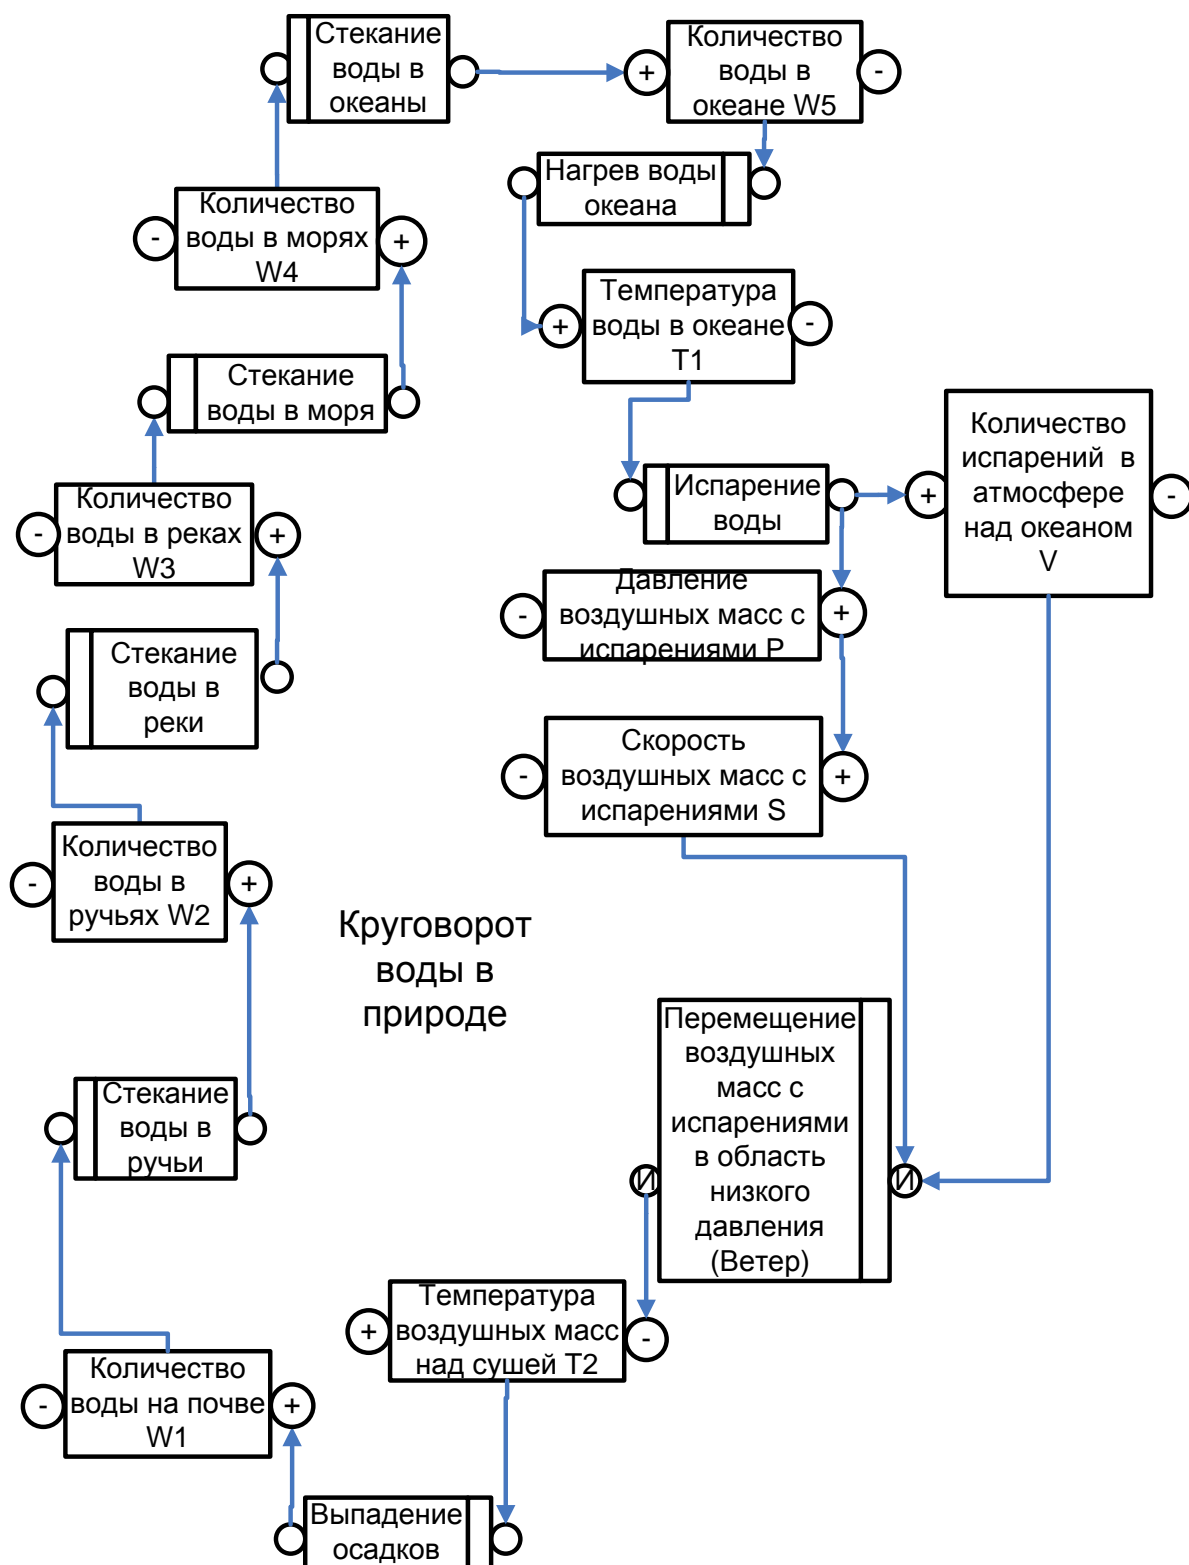 Стекание
воды в
океаны
+
Количество
воды в
океане W5
-
Нагрев воды
океана
-
Количество
воды в морях
W4
+
+
Температура
воды в океане
T1
-
Стекание
воды в моря
-
Количество
воды в реках
W3
+
Испарение
воды
+
Количество
испарений в
атмосфере
над океаном
V
-
-
Давление
воздушных масс с
испарениями P
+
Стекание
воды в
реки
-
Скорость
воздушных масс с
испарениями S
+
-
Количество
воды в
ручьях W2
+
Круговорот
воды в
природе
Перемещение
воздушных
масс с
испарениями
в область
низкого
давления
(Ветер)
И
И
Стекание
воды в
ручьи
+
Температура
воздушных масс
над сушей T2
-
-
Количество
воды на почве
W1
+
Выпадение
осадков